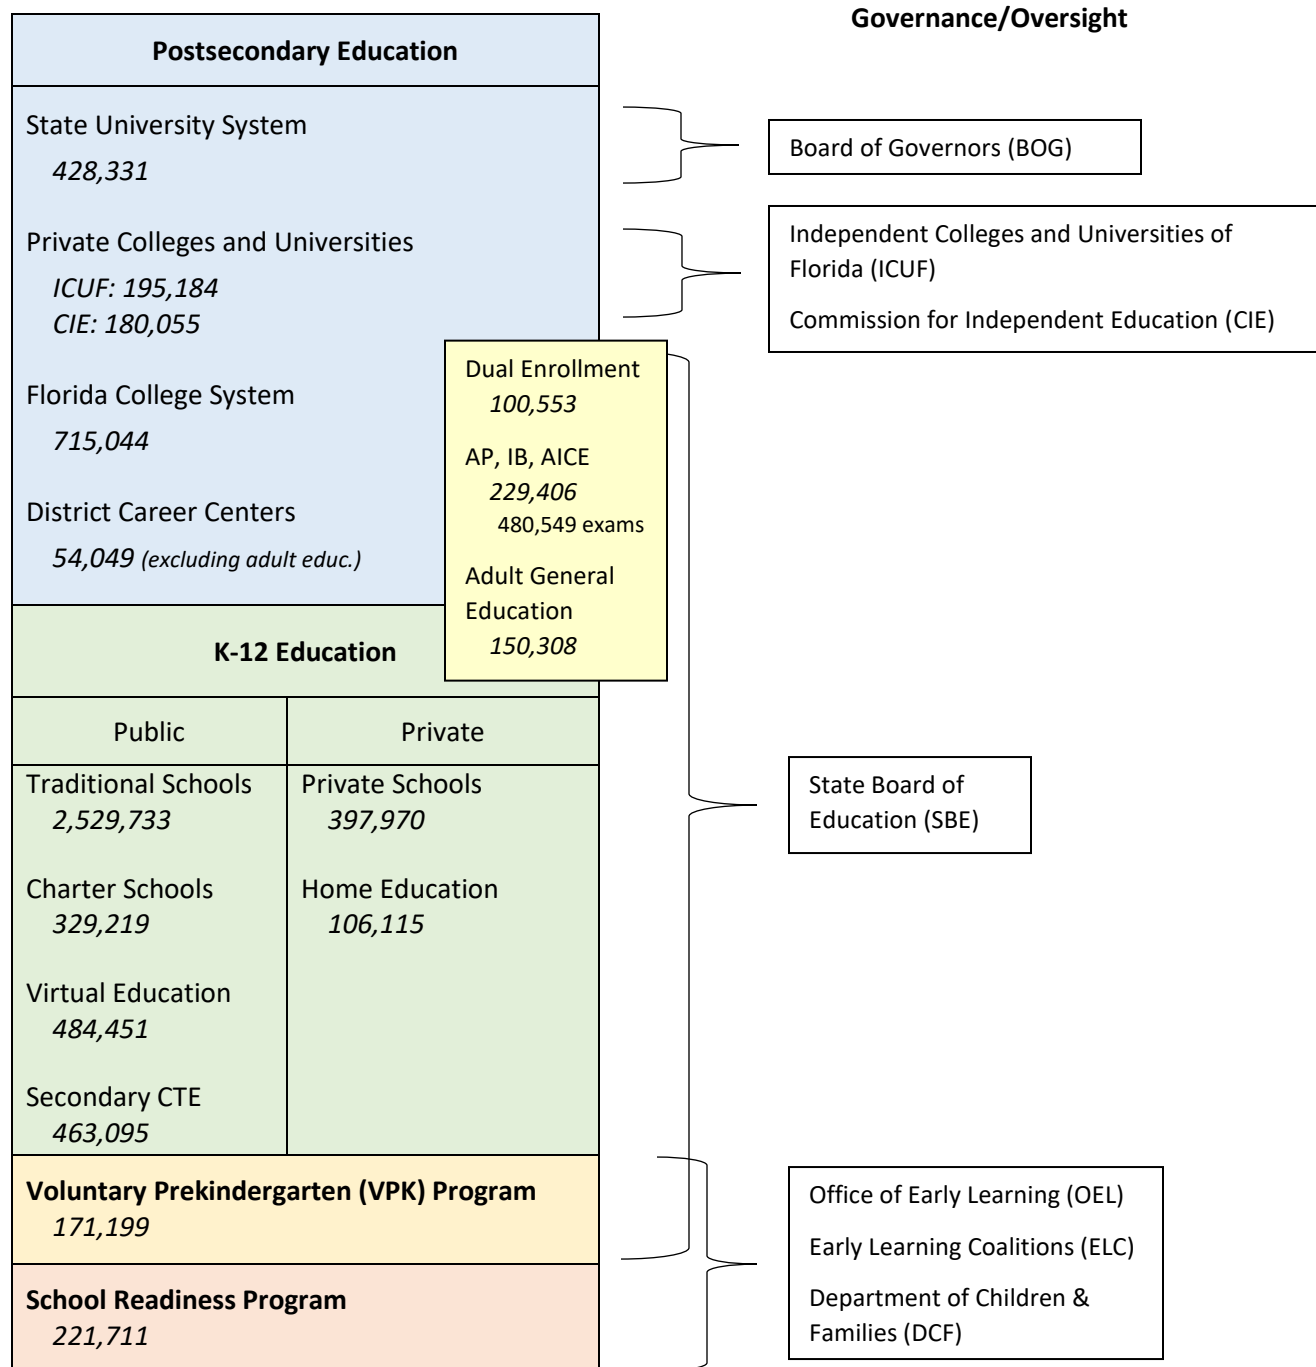 Governance/Oversight
Postsecondary Education
State University System
428,331
Board of Governors (BOG)
Private Colleges and Universities
ICUF: 195,184
CIE: 180,055
Independent Colleges and Universities of
Florida (ICUF)
Commission for Independent Education (CIE)
Florida College System
715,044
District Career Centers
54,049 (excluding adult educ.)
Dual Enrollment
100,553
AP, IB, AICE
229,406
480,549 exams
Adult General
Education
150,308
K-12 Education
Public
Private
Traditional Schools
2,529,733
Charter Schools
329,219
Virtual Education
484,451
Secondary CTE
463,095
Private Schools
397,970
Home Education
106,115
State Board of
Education (SBE)
Voluntary Prekindergarten (VPK) Program
171,199
School Readiness Program
221,711
Office of Early Learning (OEL)
Early Learning Coalitions (ELC)
Department of Children &
Families (DCF)